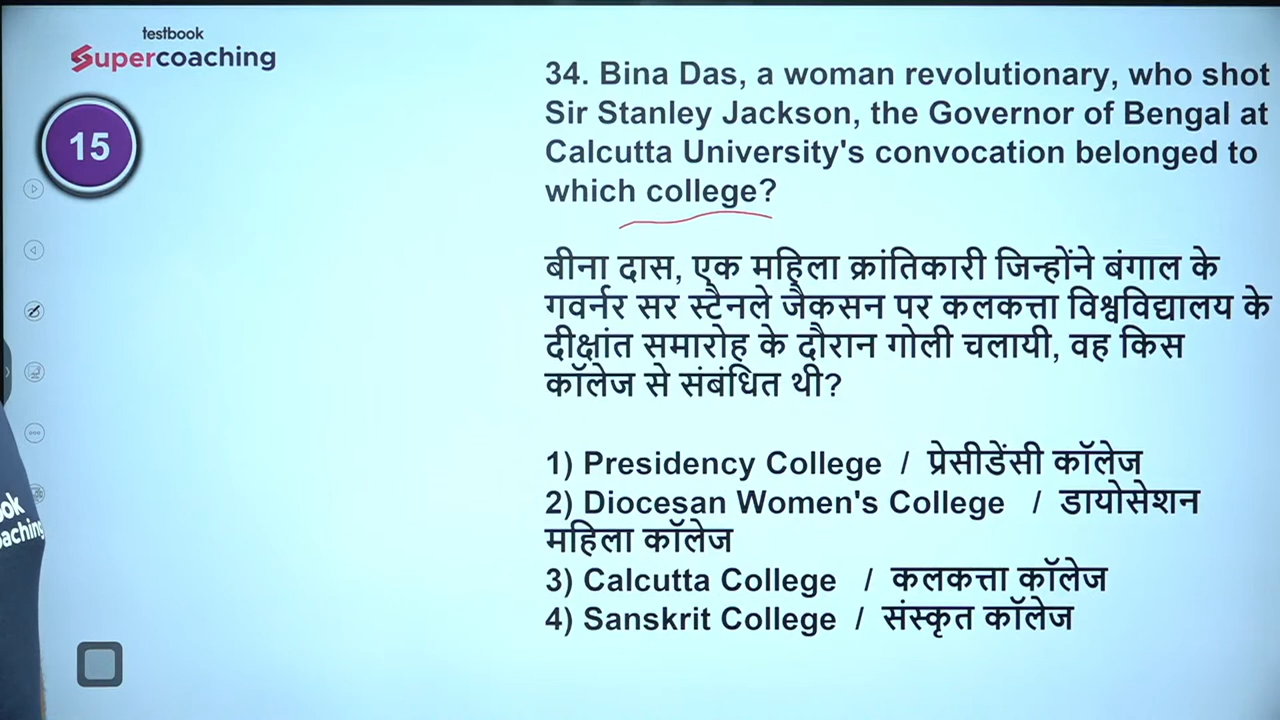 testbook
Supercoaching
15
34. Bina Das, a woman revolutionary, who shot
Sir Stanley Jackson, the Governor of Bengal at
Calcutta University's convocation belonged to
which college?
बीना दास, एक महिला क्रांतिकारी जिन्होंने बंगाल के
गवर्नर सर स्टैनले जैकसन पर कलकत्ता विश्वविद्यालय के
दीक्षांत समारोह के दौरान गोली चलायी, वह किस
कॉलेज से संबंधित थी?
1) Presidency College / प्रेसीडेंसी कॉलेज
2) Diocesan Women's College / डायोसेशन
महिला कॉलेज
3) Calcutta College / कलकत्ता कॉलेज
4) Sanskrit College / संस्कृत कॉलेज
ook
oaching